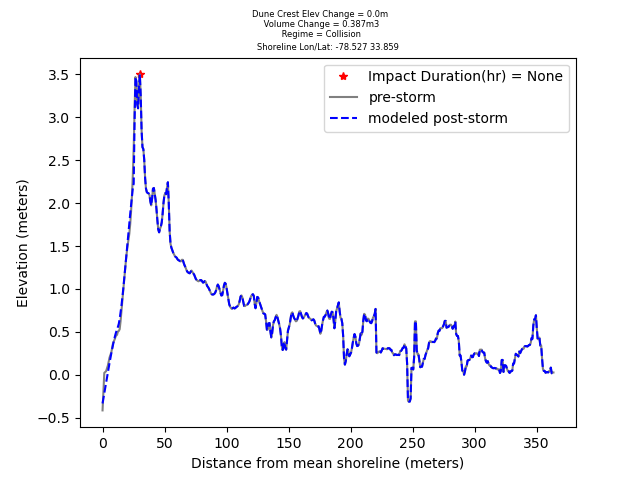 Dune Crest Elev Change = 0.0m
Volume Change = 0.387m3
Regime = Collision
Shoreline Lon/Lat: -78.527 33.859
Impact Duration(hr) = None
pre-storm
modeled post-storm
Elevation (meters)
3.5
3.0
2.5
2.0
1.5
1.0
0.5
0.0
−0.5
0 50 100 150 200 250 300 350
Distance from mean shoreline (meters)